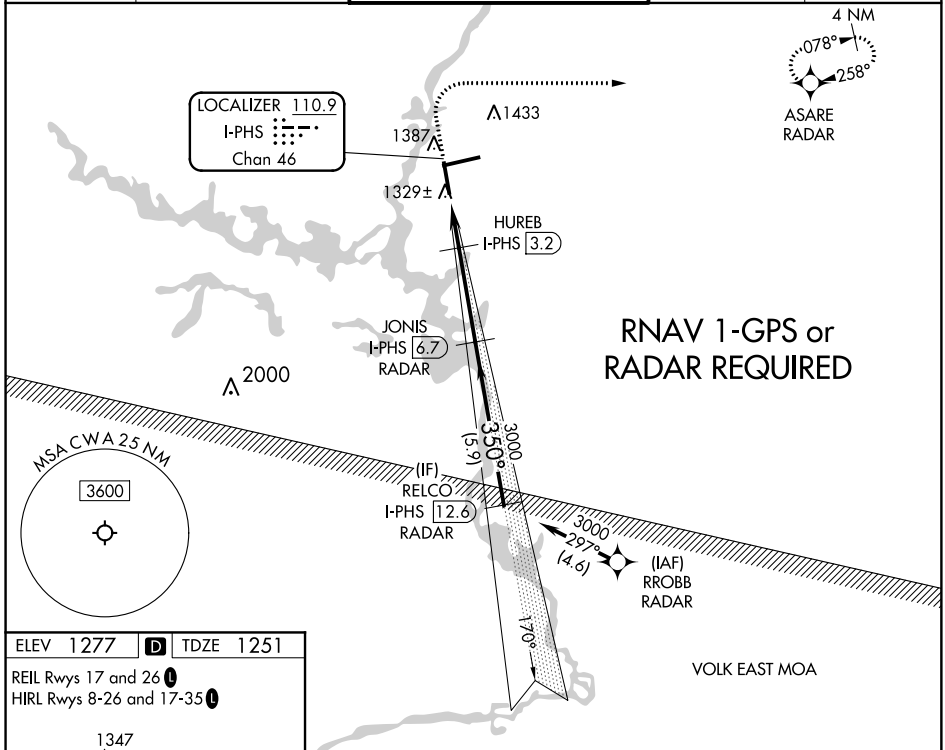 4 NM
078°
258°
ASARE
RADAR
LOCALIZER 110.9
I-PHS
Chan 46
1433
1387
1329±
HUREB
I-PHS 3.2
JONIS
I-PHS 6.7
RADAR
RNAV 1-GPS or
RADAR REQUIRED
2000
MSA CWA 25 NM
3600
3000
350°
(5.9)
(IF)
RELCO
I-PHS 12.6
RADAR
3000
297°
(4.6)
(IAF)
RROBB
RADAR
170°
VOLK EAST MOA
ELEV 1277 D TDZE 1251
REIL Rwys 17 and 26 L
HIRL Rwys 8-26 and 17-35 L
1347